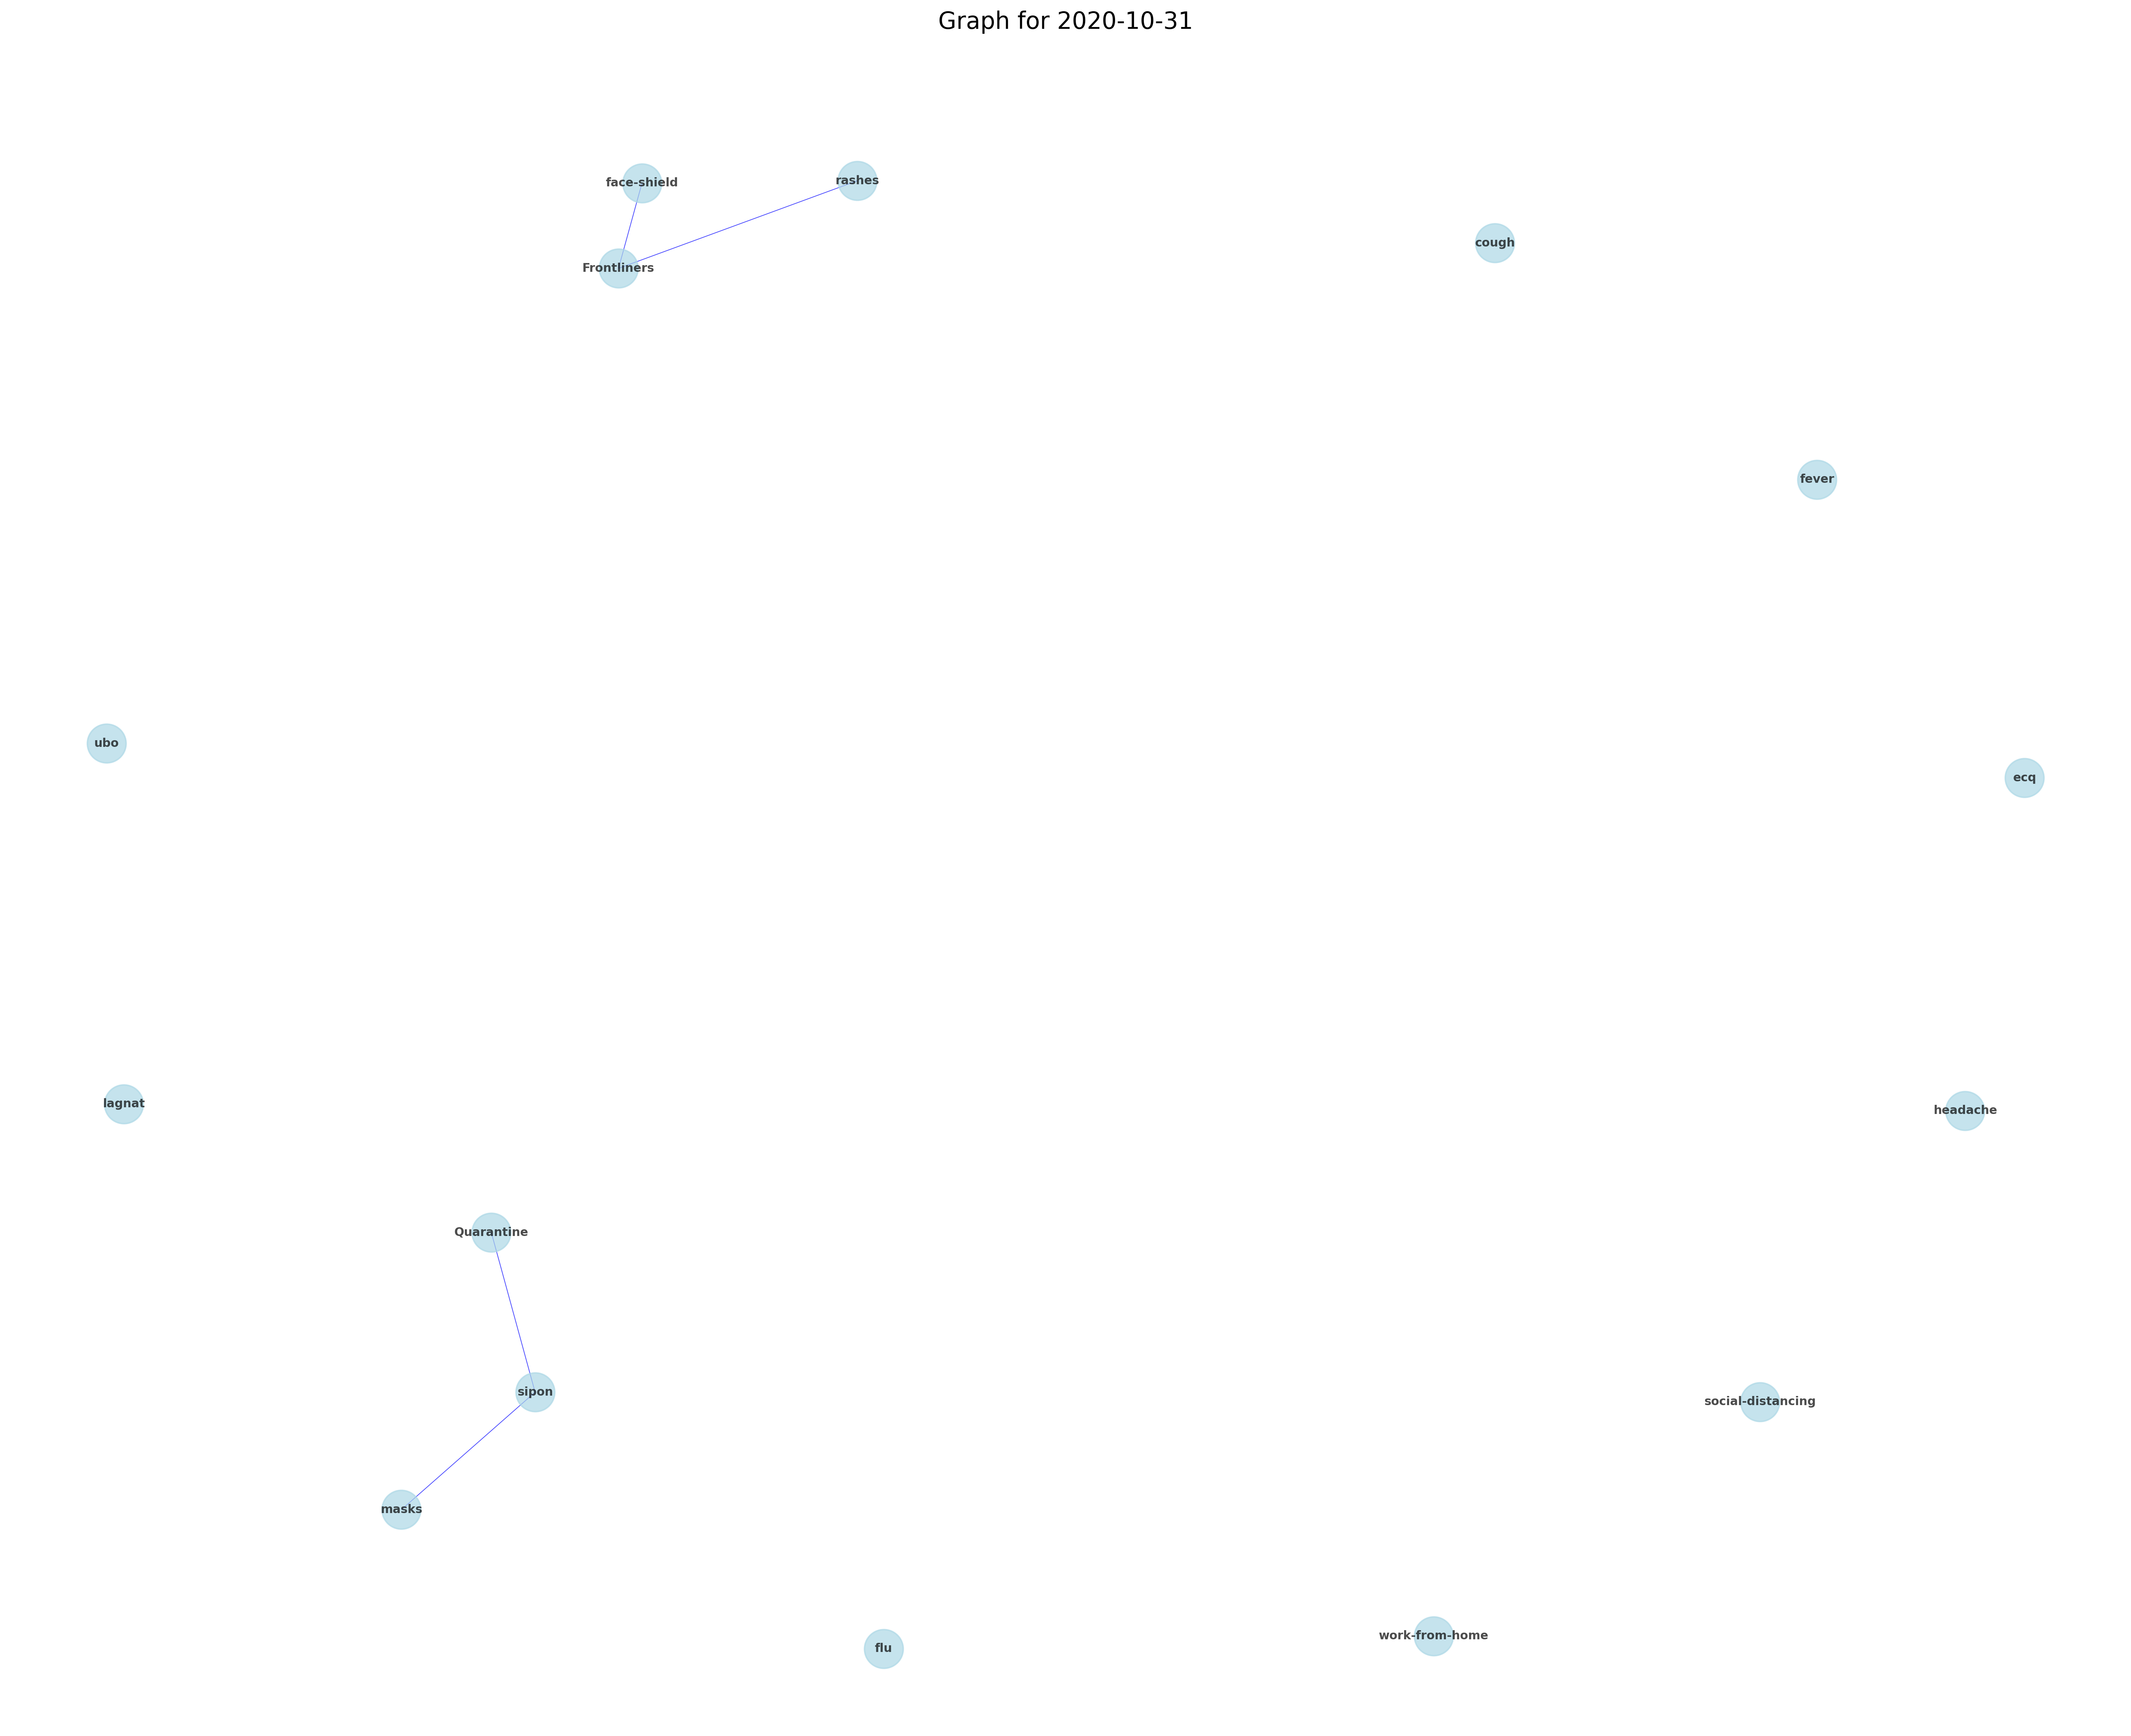 Graph for 2020-10-31
face-shield
rashes
Frontliners
cough
fever
ubo
ecq
lagnat
headache
Quarantine
sipon
social-distancing
masks
flu
work-from-home